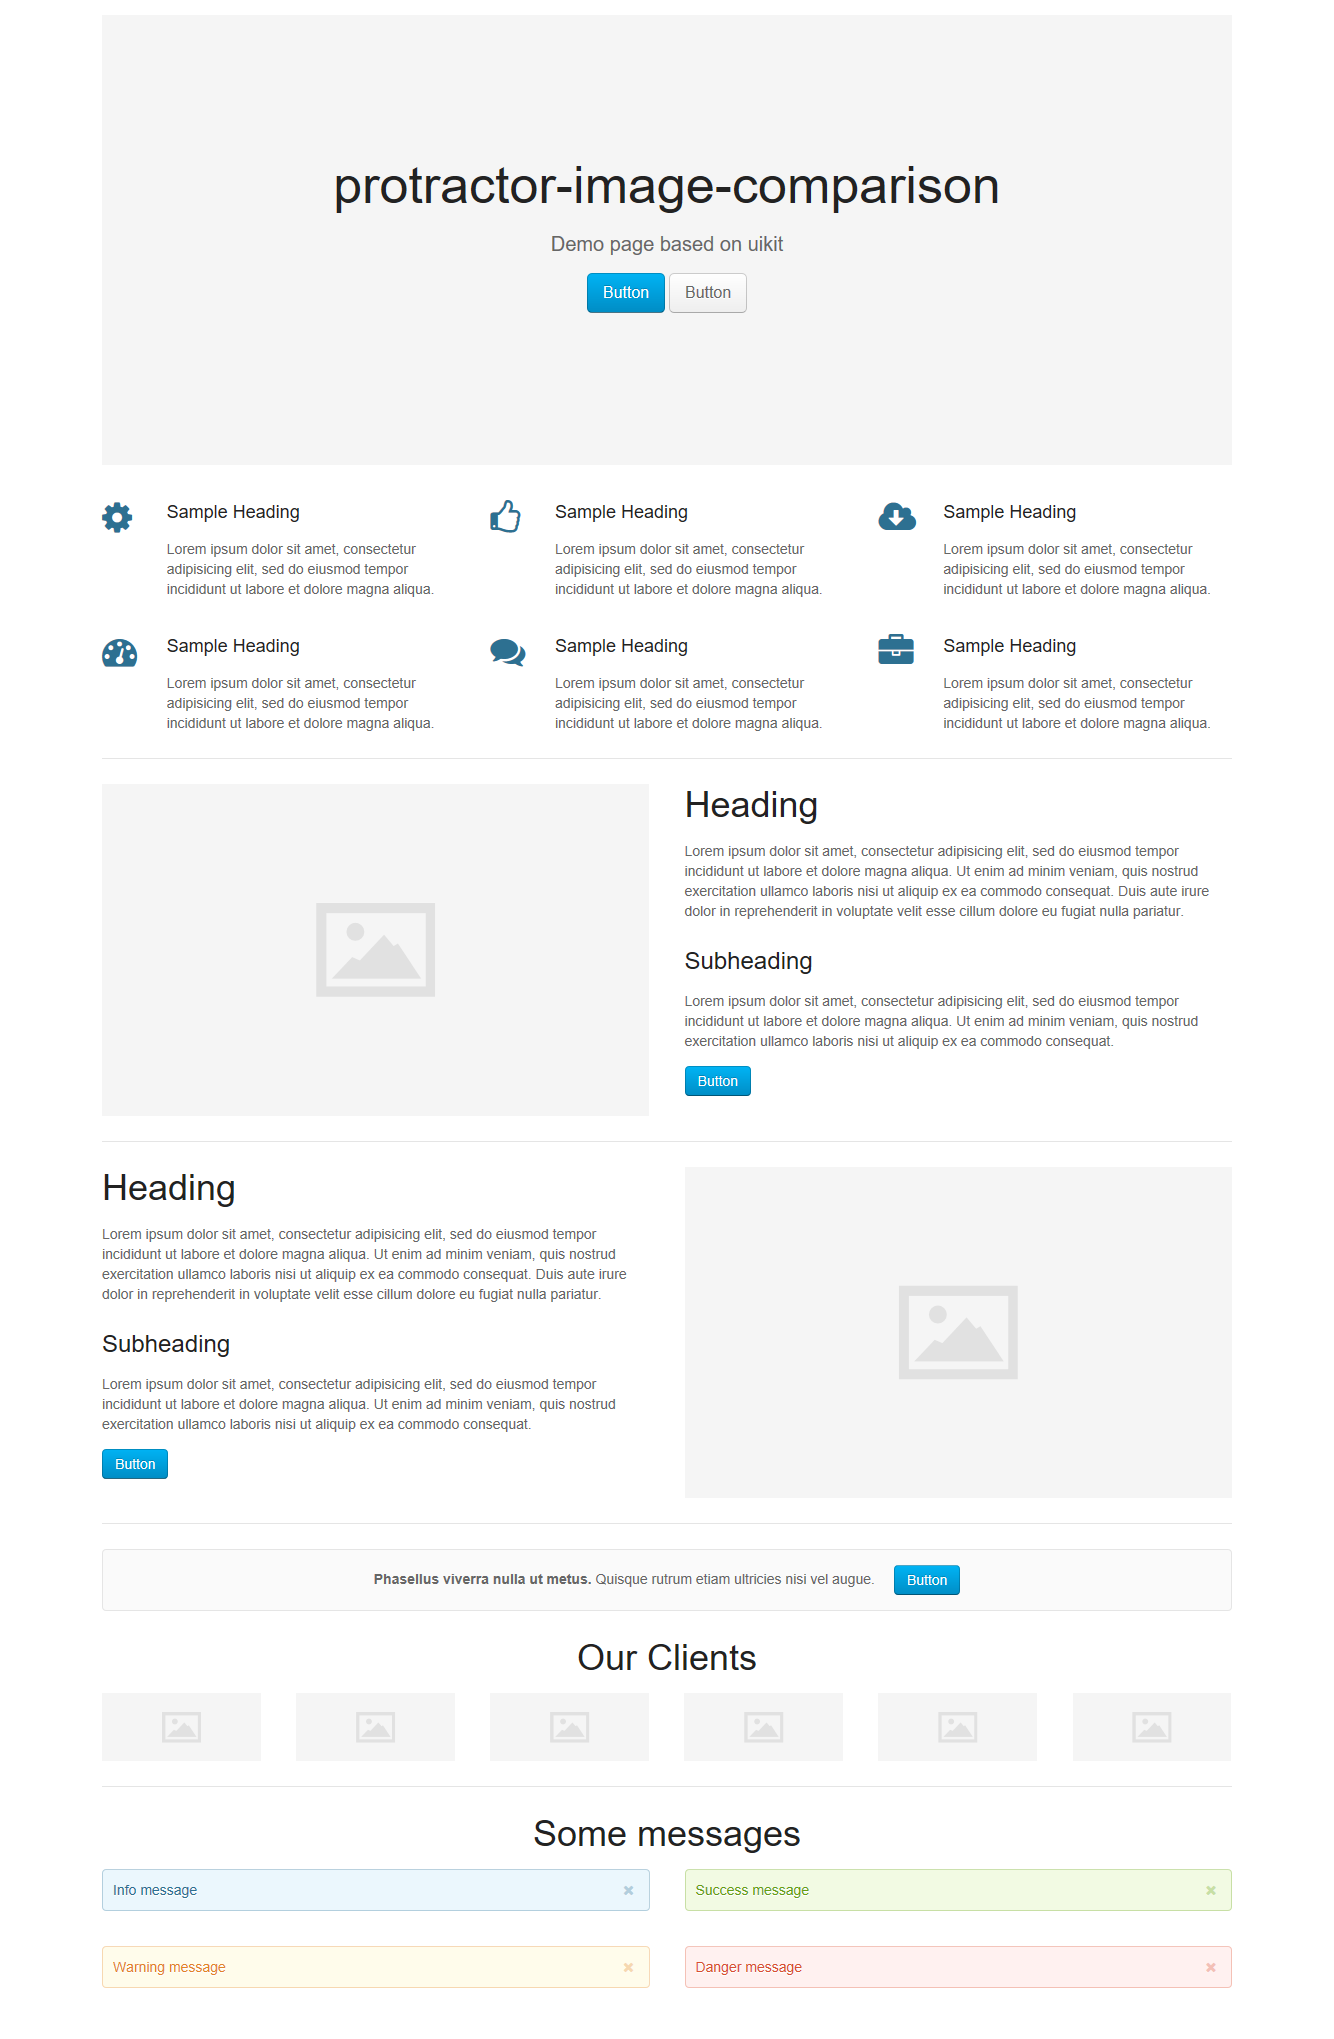 protractor-image-comparison
Demo page based on uikit
Button Button
Sample Heading
Lorem ipsum dolor sit amet, consectetur
adipisicing elit, sed do eiusmod tempor
incididunt ut labore et dolore magna aliqua.
Sample Heading
Lorem ipsum dolor sit amet, consectetur
adipisicing elit, sed do eiusmod tempor
incididunt ut labore et dolore magna aliqua.
Sample Heading
Lorem ipsum dolor sit amet, consectetur
adipisicing elit, sed do eiusmod tempor
incididunt ut labore et dolore magna aliqua.
Sample Heading
Lorem ipsum dolor sit amet, consectetur
adipisicing elit, sed do eiusmod tempor
incididunt ut labore et dolore magna aliqua.
Sample Heading
Lorem ipsum dolor sit amet, consectetur
adipisicing elit, sed do eiusmod tempor
incididunt ut labore et dolore magna aliqua.
Sample Heading
Lorem ipsum dolor sit amet, consectetur
adipisicing elit, sed do eiusmod tempor
incididunt ut labore et dolore magna aliqua.
Heading
Lorem ipsum dolor sit amet, consectetur adipisicing elit, sed do eiusmod tempor
incididunt ut labore et dolore magna aliqua. Ut enim ad minim veniam, quis nostrud
exercitation ullamco laboris nisi ut aliquip ex ea commodo consequat. Duis aute irure
dolor in reprehenderit in voluptate velit esse cillum dolore eu fugiat nulla pariatur.
Subheading
Lorem ipsum dolor sit amet, consectetur adipisicing elit, sed do eiusmod tempor
incididunt ut labore et dolore magna aliqua. Ut enim ad minim veniam, quis nostrud
exercitation ullamco laboris nisi ut aliquip ex ea commodo consequat.
Button
Heading
Lorem ipsum dolor sit amet, consectetur adipisicing elit, sed do eiusmod tempor
incididunt ut labore et dolore magna aliqua. Ut enim ad minim veniam, quis nostrud
exercitation ullamco laboris nisi ut aliquip ex ea commodo consequat. Duis aute irure
dolor in reprehenderit in voluptate velit esse cillum dolore eu fugiat nulla pariatur.
Subheading
Lorem ipsum dolor sit amet, consectetur adipisicing elit, sed do eiusmod tempor
incididunt ut labore et dolore magna aliqua. Ut enim ad minim veniam, quis nostrud
exercitation ullamco laboris nisi ut aliquip ex ea commodo consequat.
Button
Phasellus viverra nulla ut metus. Quisque rutrum etiam ultricies nisi vel augue. Button
Our Clients
Some messages
Info message
Success message
Warning message
Danger message